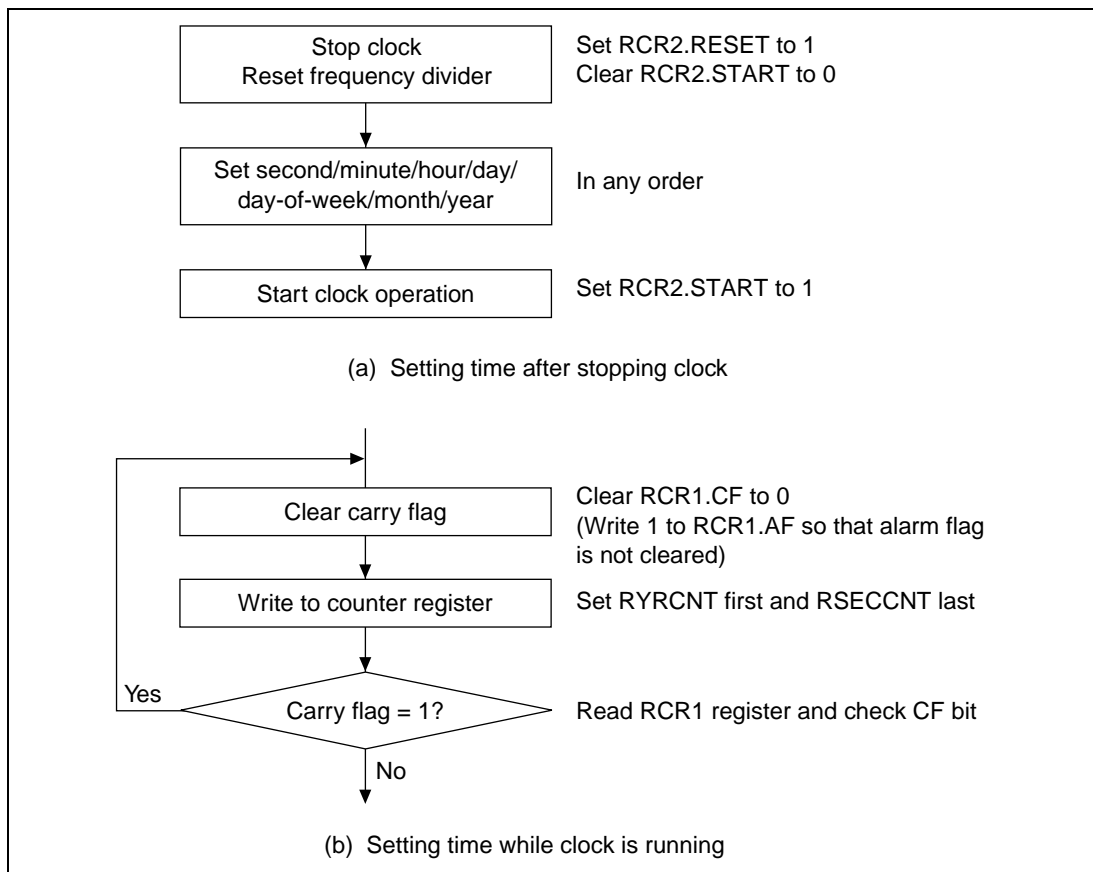 Stop clock
Reset frequency divider
Set RCR2.RESET to 1
Clear RCR2.START to 0
Set second/minute/hour/day/
day-of-week/month/year
In any order
Start clock operation
Set RCR2.START to 1
(a) Setting time after stopping clock
Clear carry flag
Clear RCR1.CF to 0
(Write 1 to RCR1.AF so that alarm flag
is not cleared)
Write to counter register
Set RYRCNT first and RSECCNT last
Yes
Carry flag = 1?
Read RCR1 register and check CF bit
No
(b) Setting time while clock is running